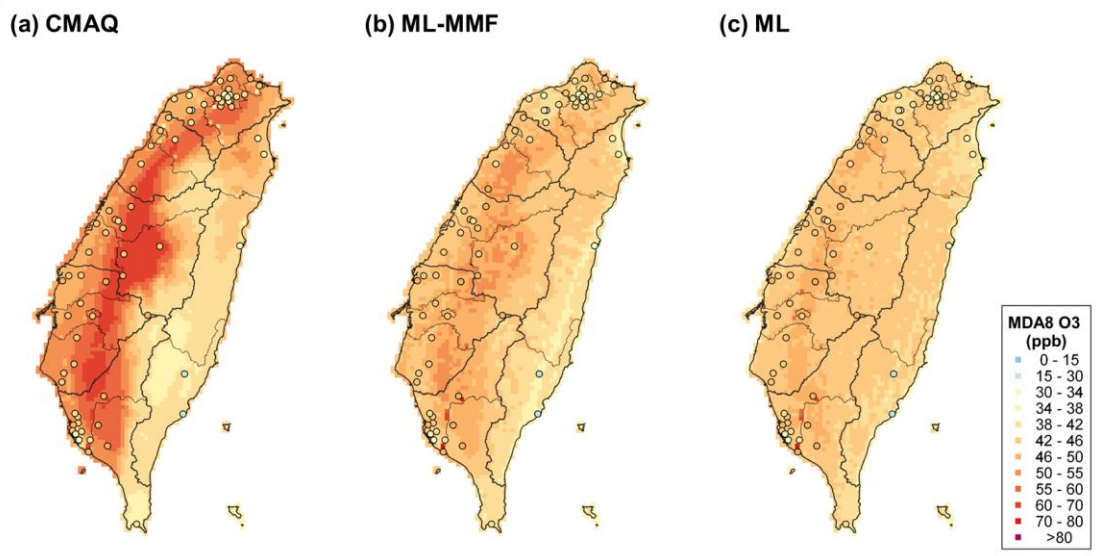 (a) CMAQ
(b) ML-MMF
(c) ML
MDA8 O3
(ppb)
0 - 15
15 - 30
30 - 34
34 - 38
38 - 42
42 - 46
46 - 50
50 - 55
55 - 60
60 - 70
70 - 80
>80